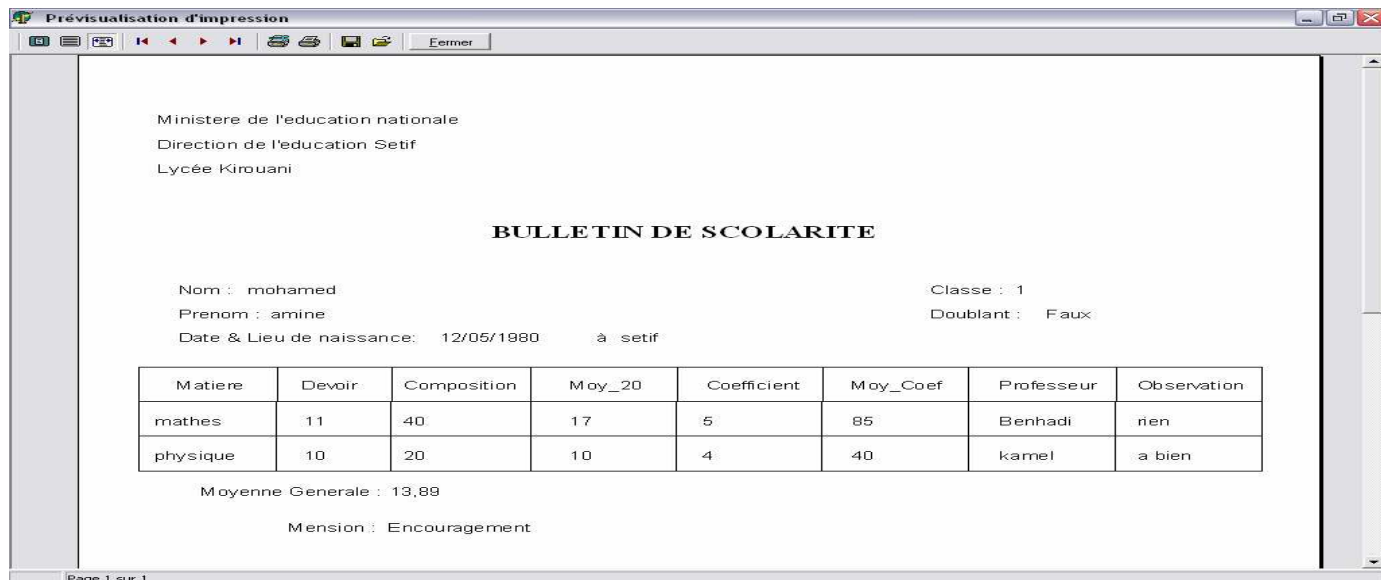 Prévisualisation d'impression
Fermer
Ministere de l'education nationale
Direction de l'education Setif
Lycée Kirouani
BULLETIN DE SCOLARITE
Nom : mohamed Classe : 1
Prenom : amine Doublant : Faux
Date & Lieu de naissance: 12/05/1980 à setif
Matiere Devoir Composition Moy_20 Coefficient Moy_Coef Professeur Observation
mathes 11 40 17 5 85 Benhadi rien
physique 10 20 10 4 40 kamel a bien
Moyenne Generale : 13,89
Mension : Encouragement
Page 1 sur 1